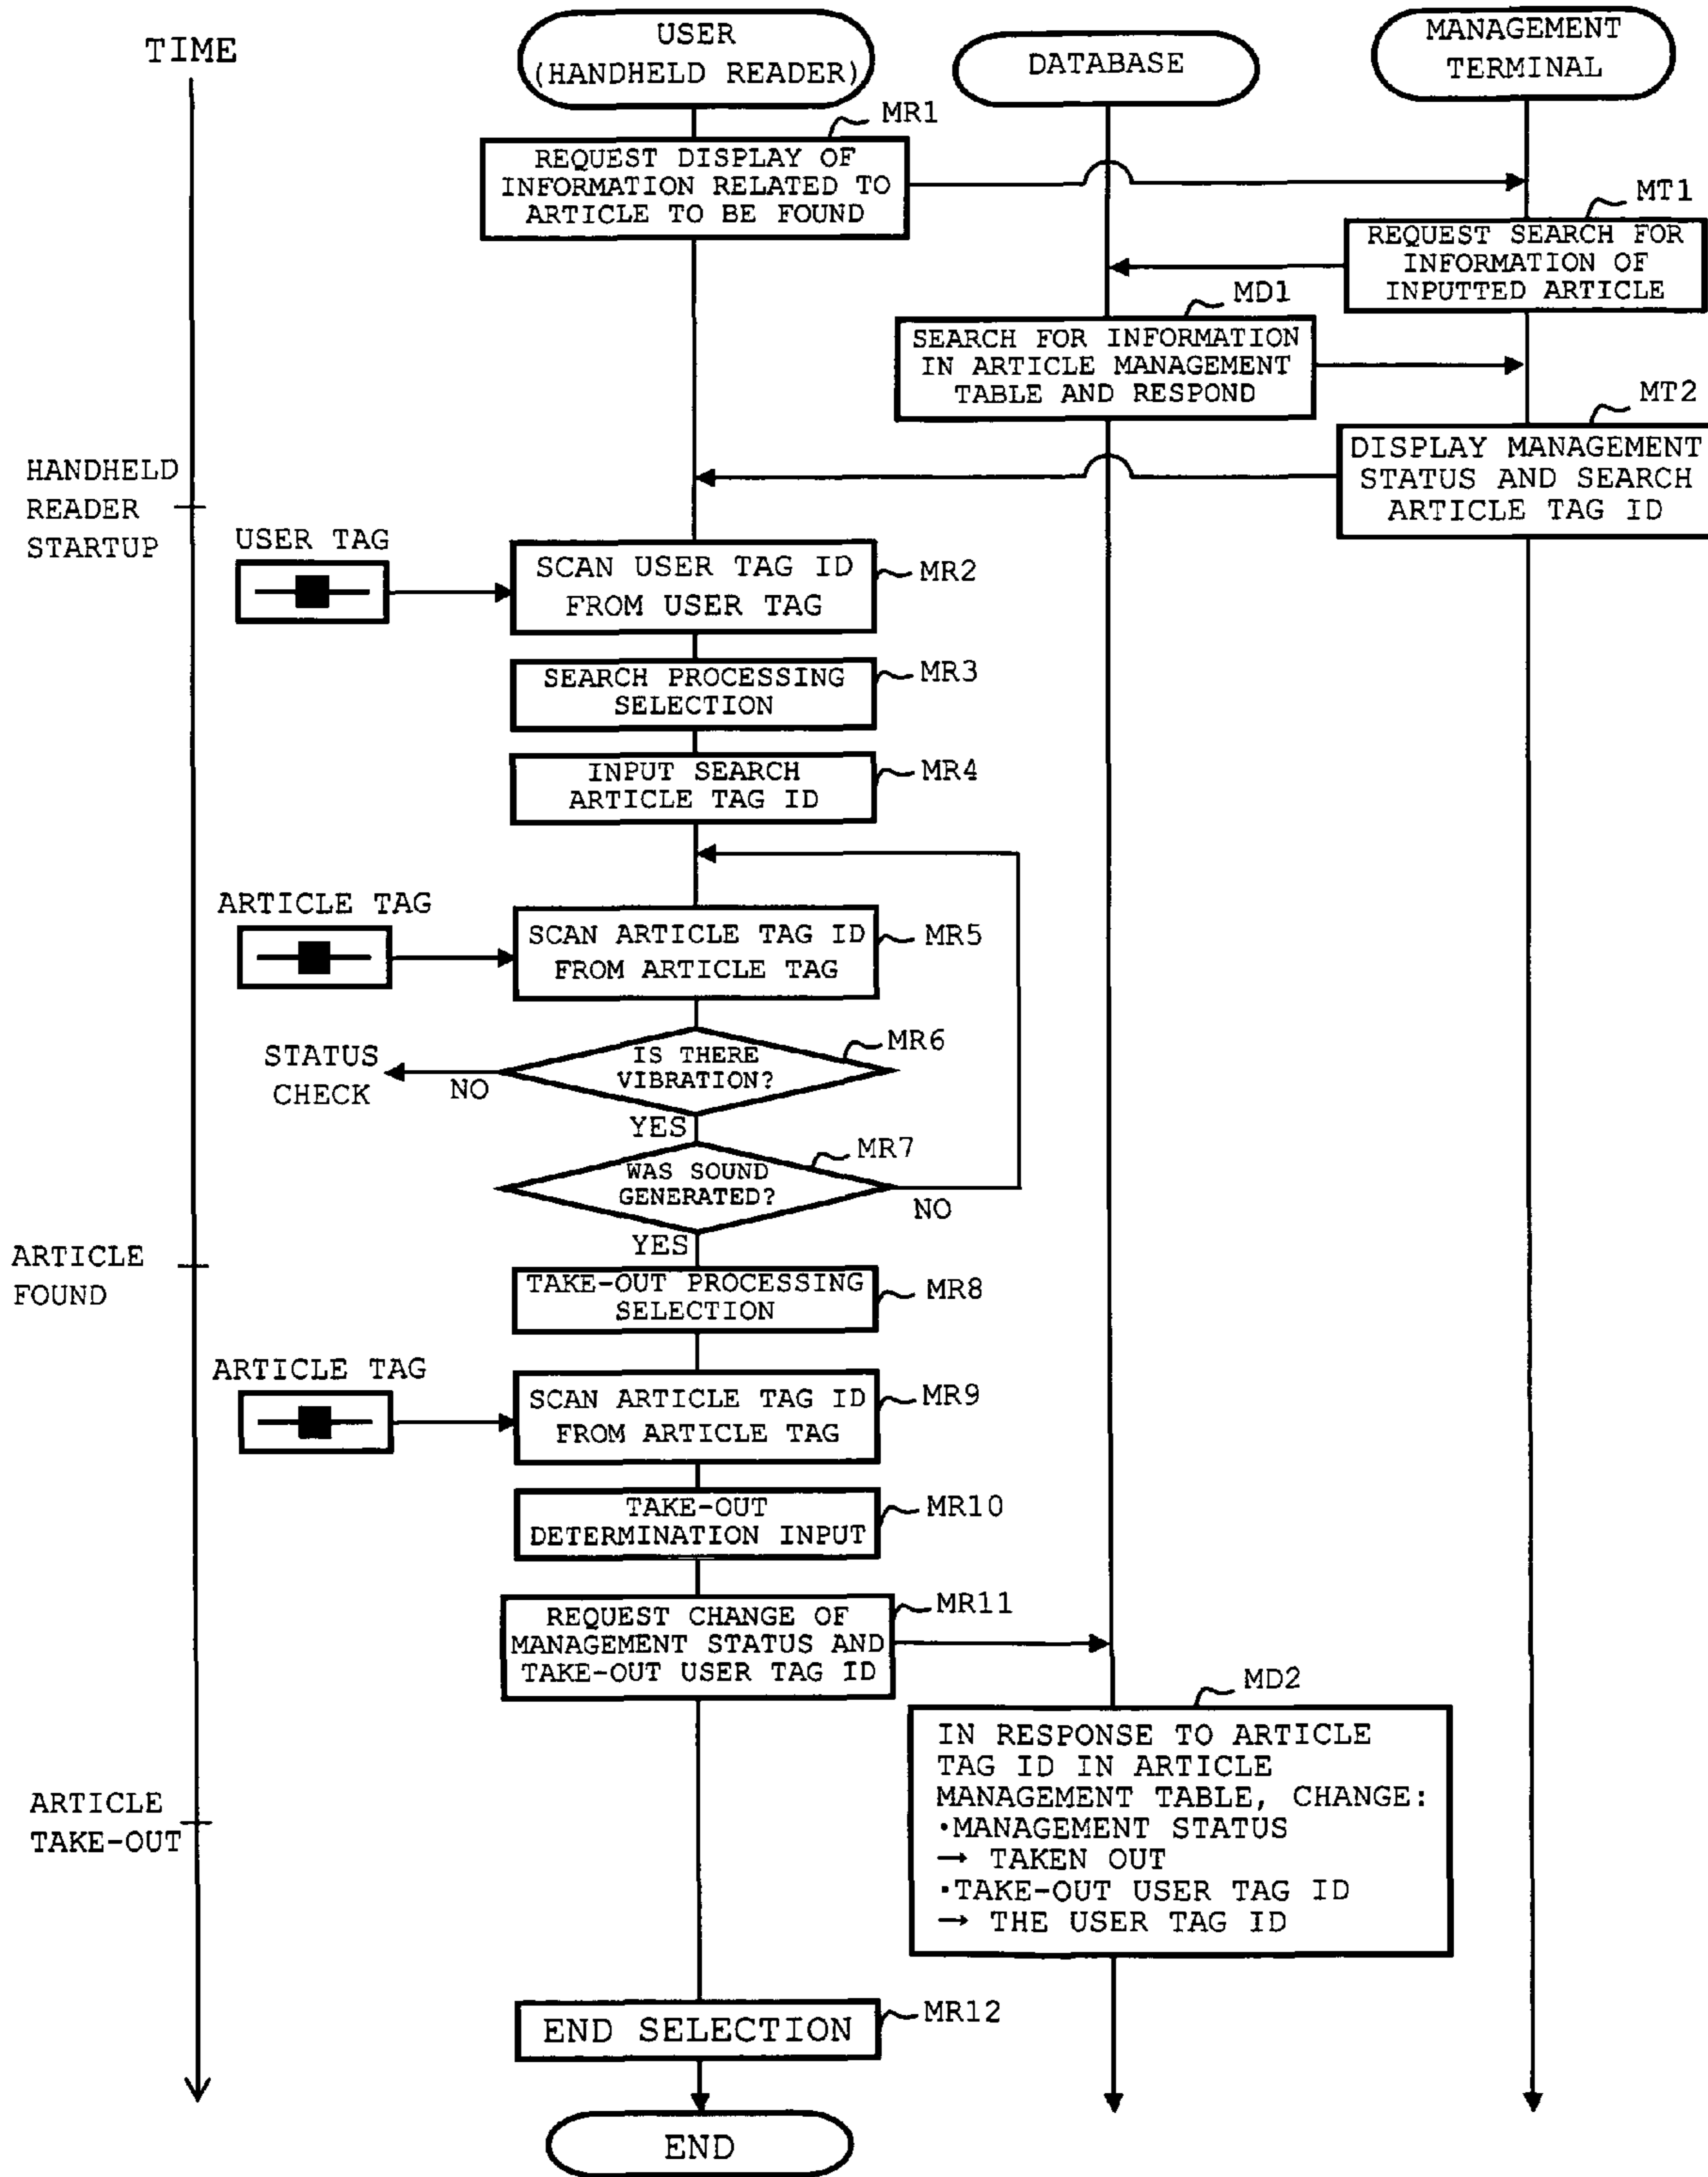 TIME
USER
(HANDHELD READER)
DATABASE
MANAGEMENT
TERMINAL
MR1
REQUEST DISPLAY OF
INFORMATION RELATED TO
ARTICLE TO BE FOUND
MT1
REQUEST SEARCH FOR
INFORMATION OF
INPUTTED ARTICLE
MD1
SEARCH FOR INFORMATION
IN ARTICLE MANAGEMENT
TABLE AND RESPOND
MT2
DISPLAY MANAGEMENT
STATUS AND SEARCH
ARTICLE TAG ID
HANDHELD
READER
STARTUP
USER TAG
SCAN USER TAG ID
FROM USER TAG
MR2
SEARCH PROCESSING
SELECTION
MR3
INPUT SEARCH
ARTICLE TAG ID
MR4
ARTICLE TAG
SCAN ARTICLE TAG ID
FROM ARTICLE TAG
MR5
IS THERE
VIBRATION?
MR6
STATUS
CHECK
NO
YES
WAS SOUND
GENERATED?
MR7
NO
YES
ARTICLE
FOUND
TAKE-OUT PROCESSING
SELECTION
MR8
ARTICLE TAG
SCAN ARTICLE TAG ID
FROM ARTICLE TAG
MR9
TAKE-OUT
DETERMINATION INPUT
MR10
REQUEST CHANGE OF
MANAGEMENT STATUS AND
TAKE-OUT USER TAG ID
MR11
MD2
IN RESPONSE TO ARTICLE
TAG ID IN ARTICLE
MANAGEMENT TABLE, CHANGE:
・MANAGEMENT STATUS
→ TAKEN OUT
・TAKE-OUT USER TAG ID
→ THE USER TAG ID
ARTICLE
TAKE-OUT
END SELECTION
MR12
END